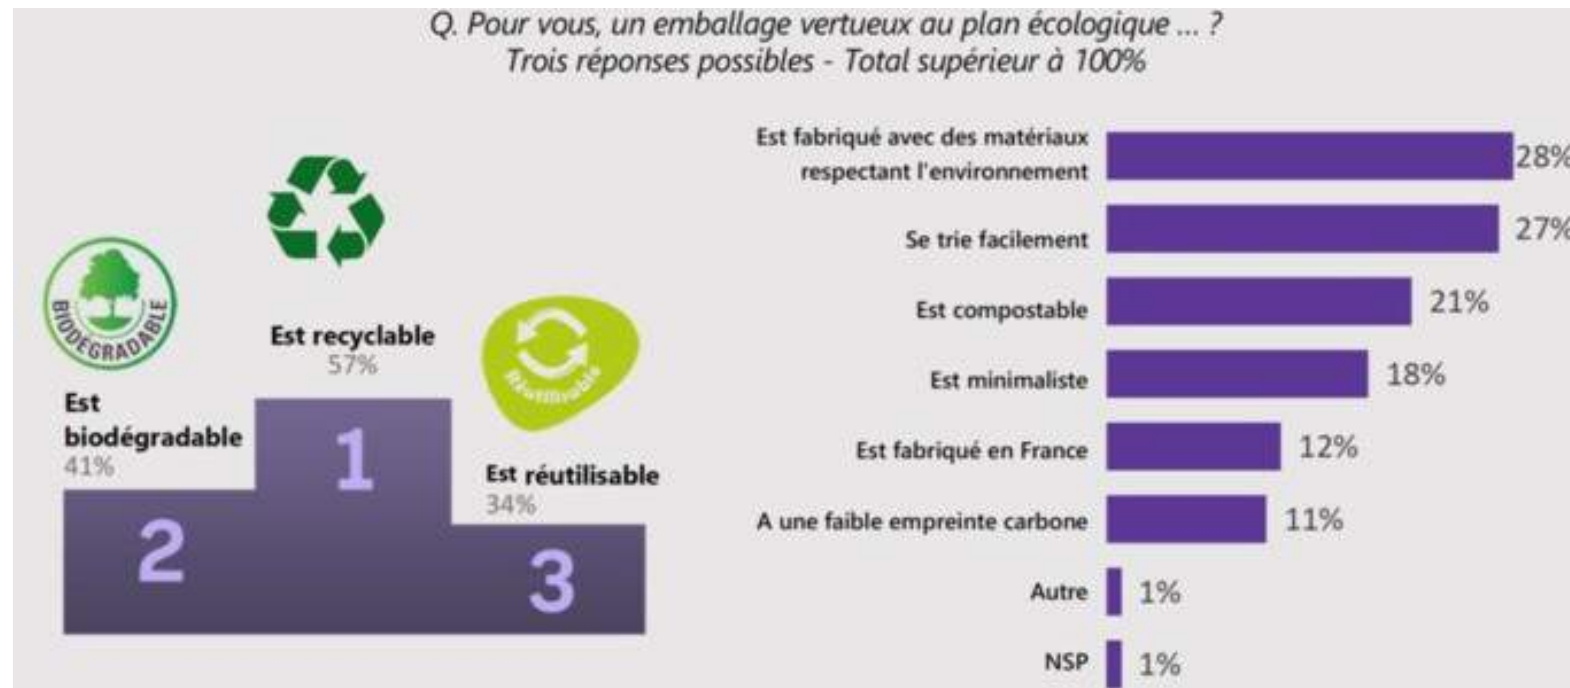 Q. Pour vous, un emballage vertueux au plan écologique ... ?
Trois réponses possibles - Total supérieur à 100%
BIODÉGRADABLE
Est
biodégradable
41%
2
Est recyclable
57%
1
Réutilisable
Est réutilisable
34%
3
Est fabriqué avec des matériaux
respectant l'environnement
28%
Se trie facilement
27%
Est compostable
21%
Est minimaliste
18%
Est fabriqué en France
12%
A une faible empreinte carbone
11%
Autre
1%
NSP
1%